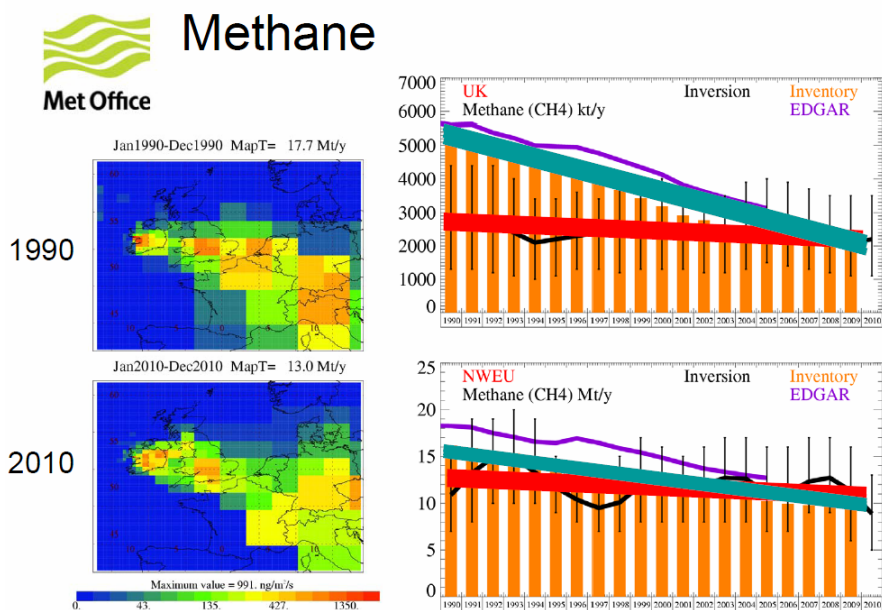 Methane
Met Office
Jan1990-Dec1990 MapT= 17.7 Mt/y
1990
Jan2010-Dec2010 MapT= 13.0 Mt/y
2010
Maximum value = 991. ng/m²/s
0. 43. 135. 427. 1350.
UK Inversion Inventory
Methane (CH4) kt/y EDGAR
7000
6000
5000
4000
3000
2000
1000
0
1990 1991 1992 1993 1994 1995 1996 1997 1998 1999 2000 2001 2002 2003 2004 2005 2006 2007 2008 2009 2010
NWEU Inversion Inventory
Methane (CH4) Mt/y EDGAR
25
20
15
10
5
0
1990 1991 1992 1993 1994 1995 1996 1997 1998 1999 2000 2001 2002 2003 2004 2005 2006 2007 2008 2009 2010